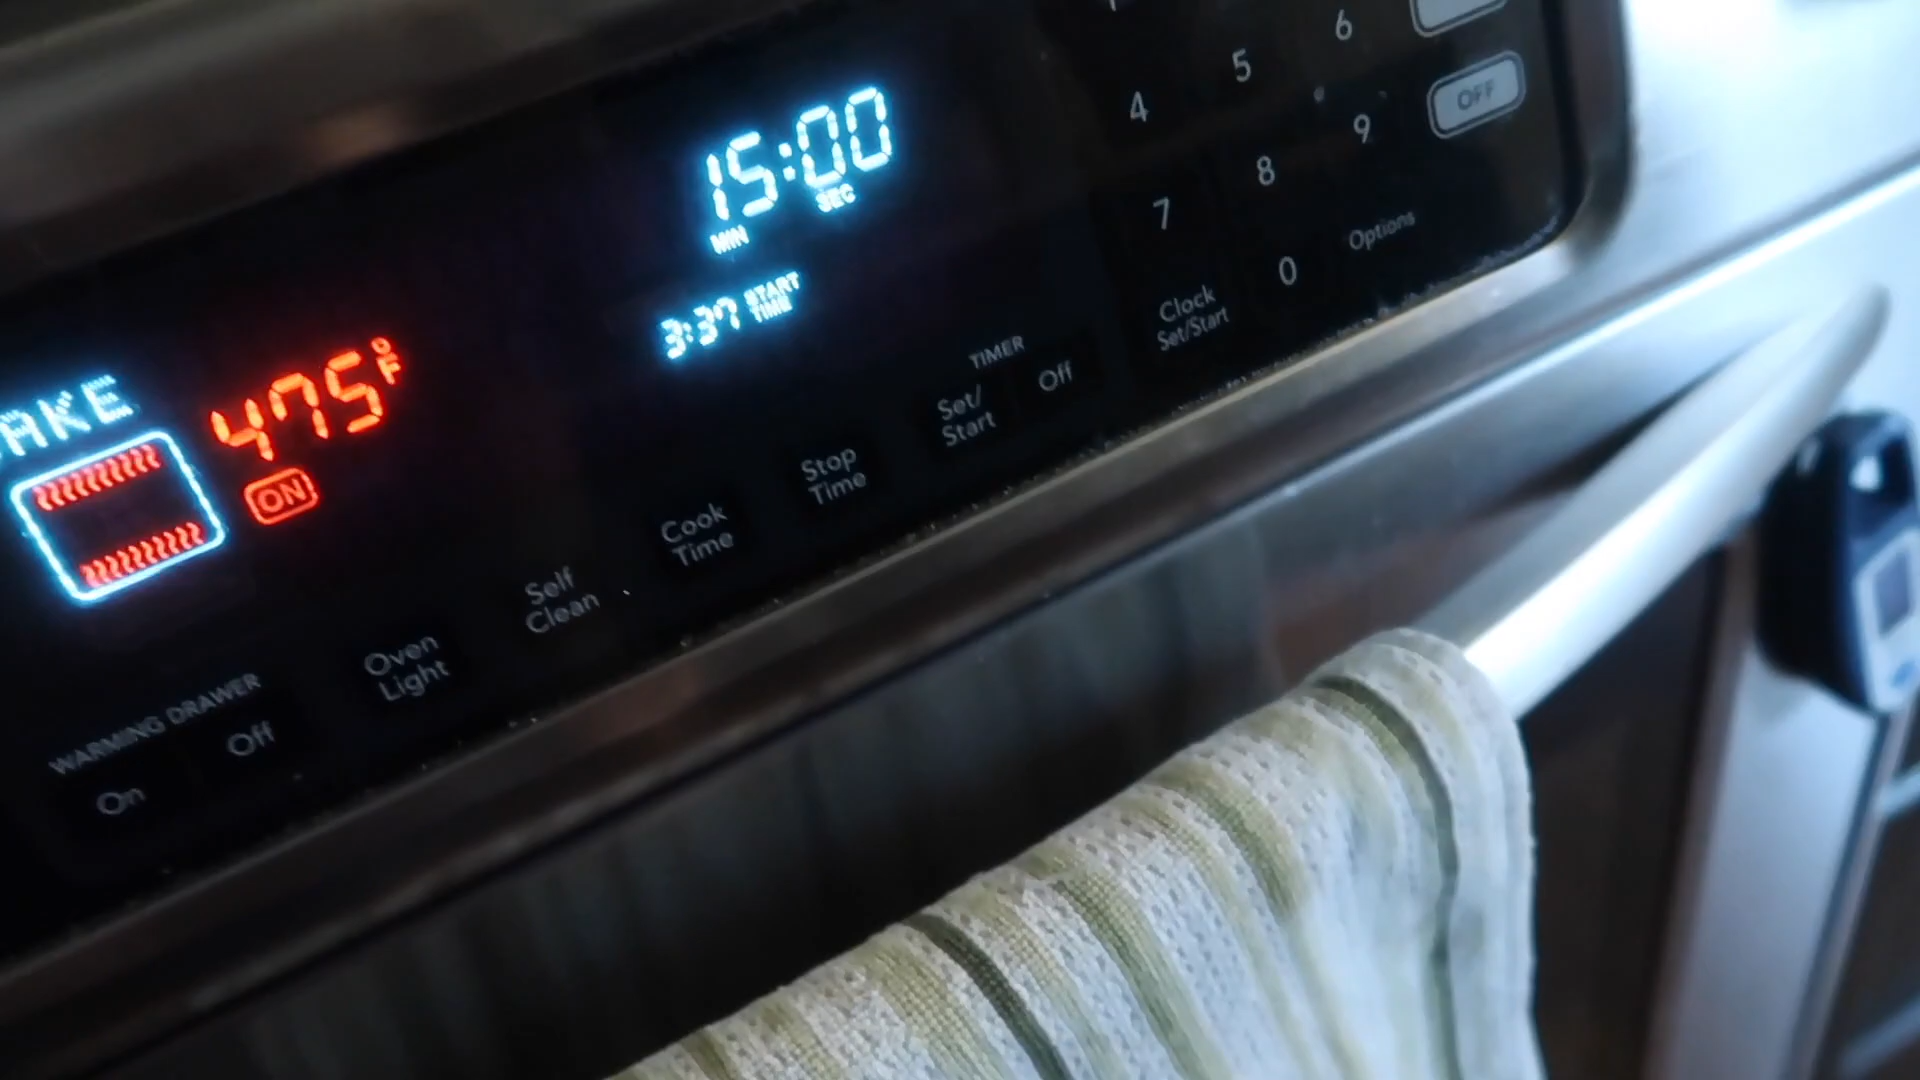 15:00
MIN SEC
3:37 START TIME
AKE
475°F
ON
4 5 6
7 8 9
0
OFF
Options
Clock
Set/Start
TIMER
Set/
Start
Off
Stop
Time
Cook
Time
Self
Clean
Oven
Light
WARMING DRAWER
On
Off